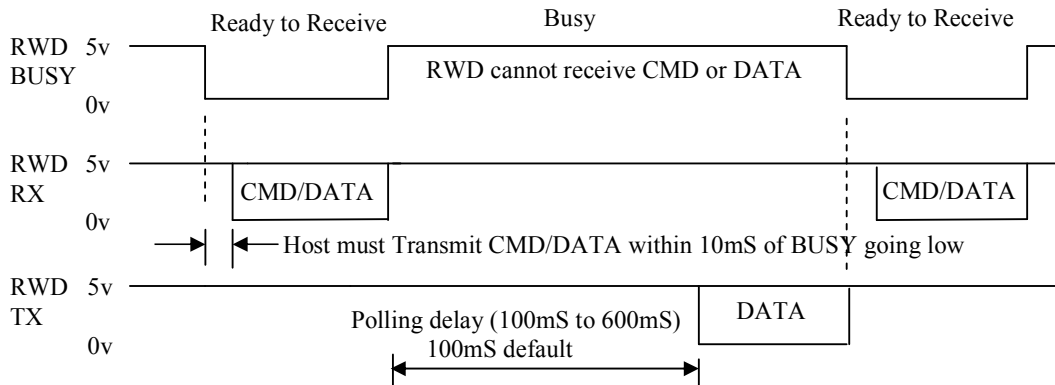 Ready to Receive
Busy
Ready to Receive
RWD 5v
BUSY
RWD cannot receive CMD or DATA
0v
RWD 5v
RX
CMD/DATA
CMD/DATA
0v
Host must Transmit CMD/DATA within 10mS of BUSY going low
RWD 5v
TX
DATA
Polling delay (100mS to 600mS)
0v
100mS default